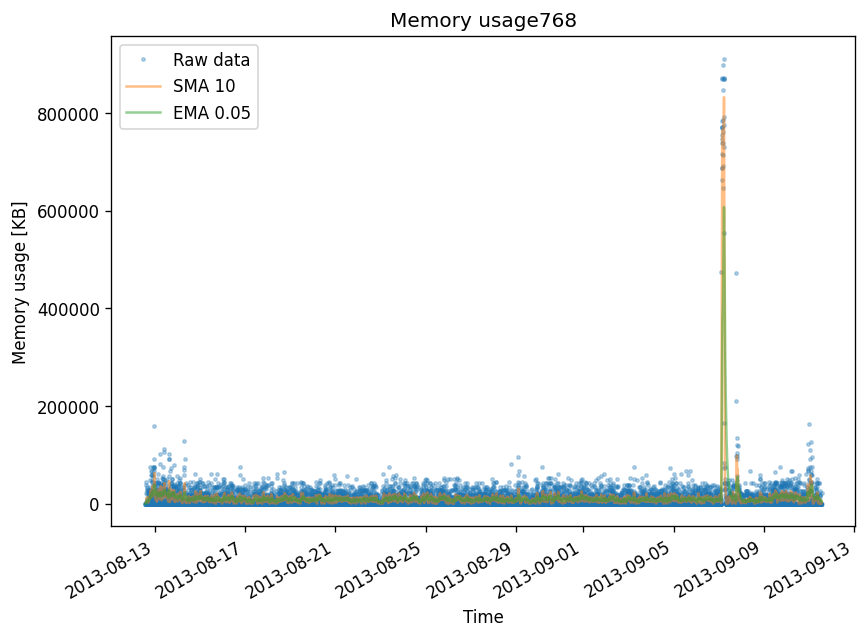 Memory usage768
Raw data
SMA 10
EMA 0.05
Memory usage [KB]
800000
600000
400000
200000
0
2013-08-13
2013-08-17
2013-08-21
2013-08-25
2013-08-29
2013-09-01
2013-09-05
2013-09-09
2013-09-13
Time